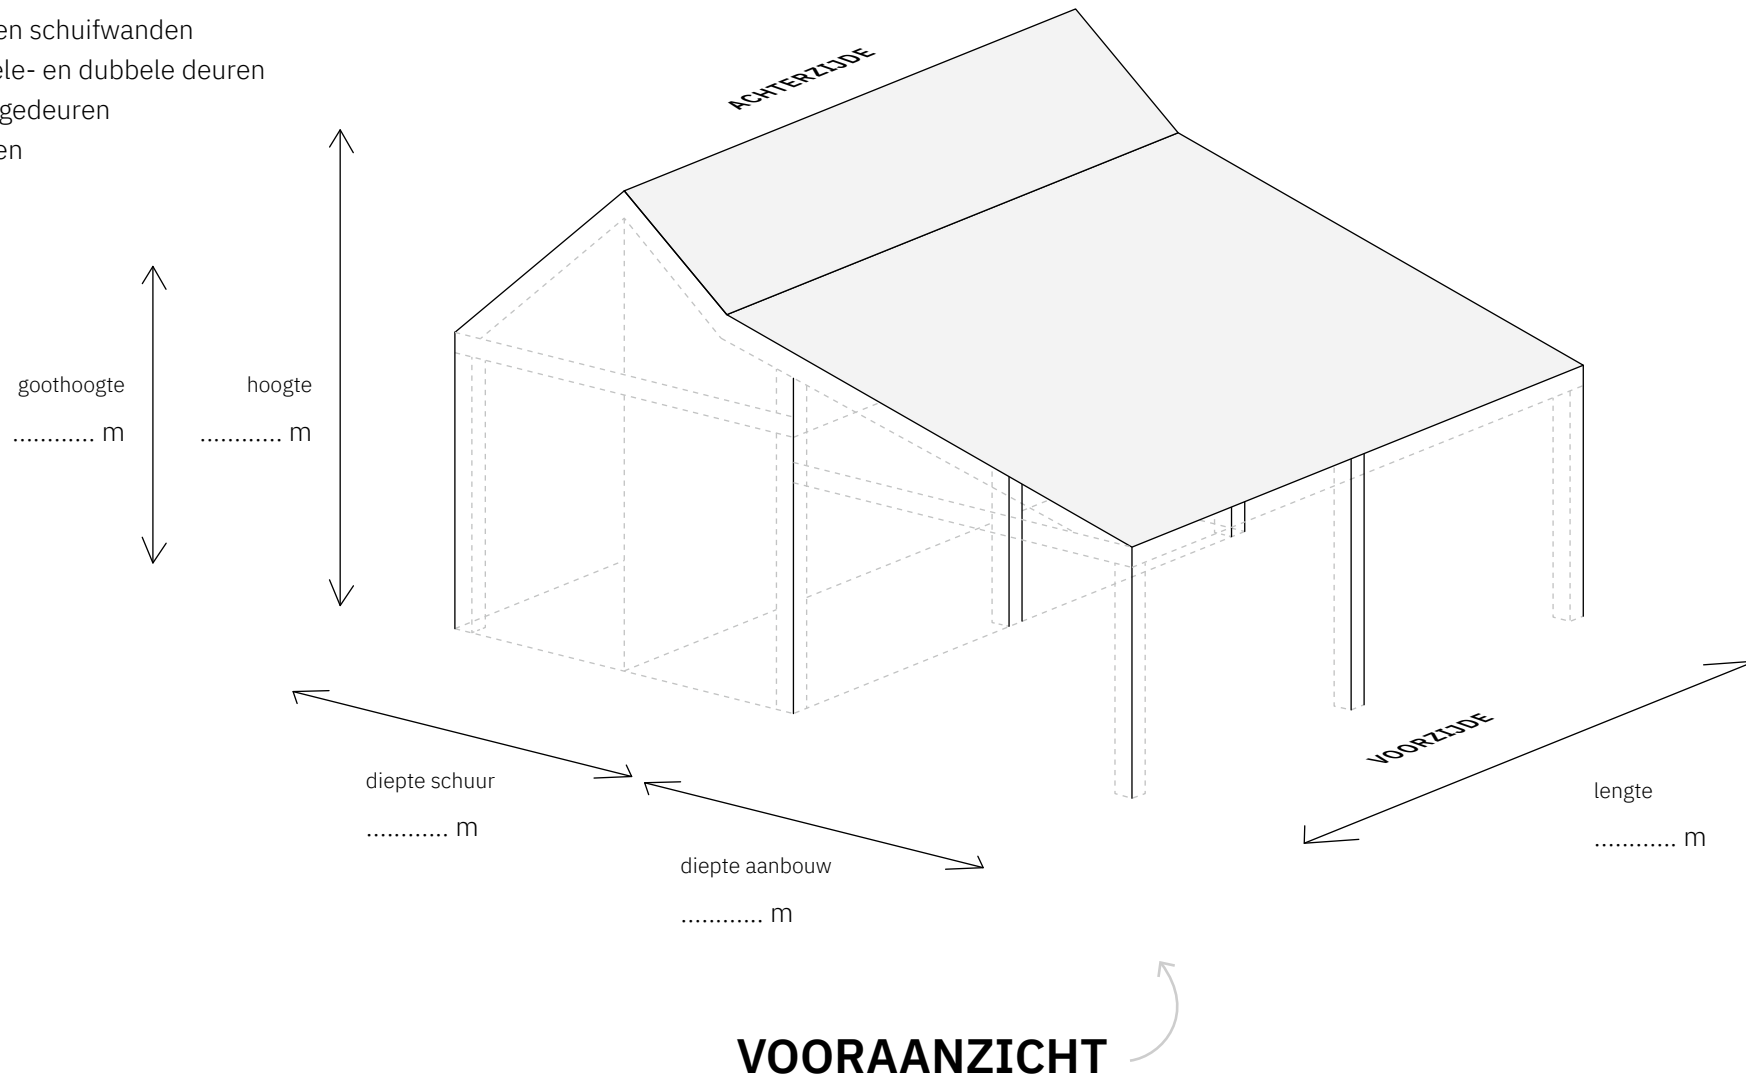 en schuifwanden
ele- en dubbele deuren
gedeuren
en
ACHTERZIJDE
goothoogte
............ m
hoogte
............ m
VOORZIJDE
diepte schuur
............ m
lengte
............ m
diepte aanbouw
............ m
VOORAANZICHT